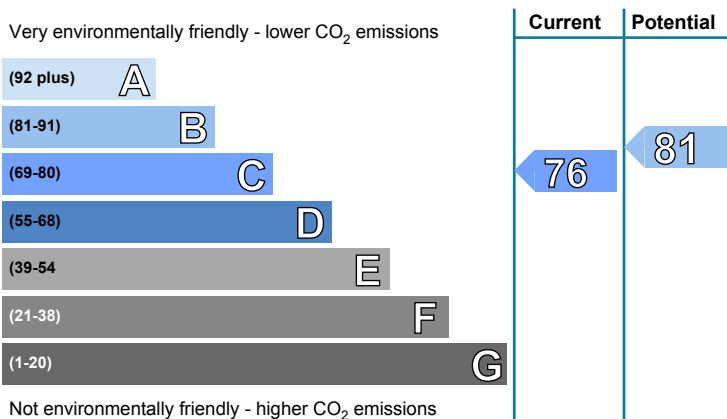 Very environmentally friendly - lower CO2 emissions
Current
Potential
(92 plus) A
(81-91) B
(69-80) C
(55-68) D
(39-54 E
(21-38) F
(1-20) G
76
81
Not environmentally friendly - higher CO2 emissions